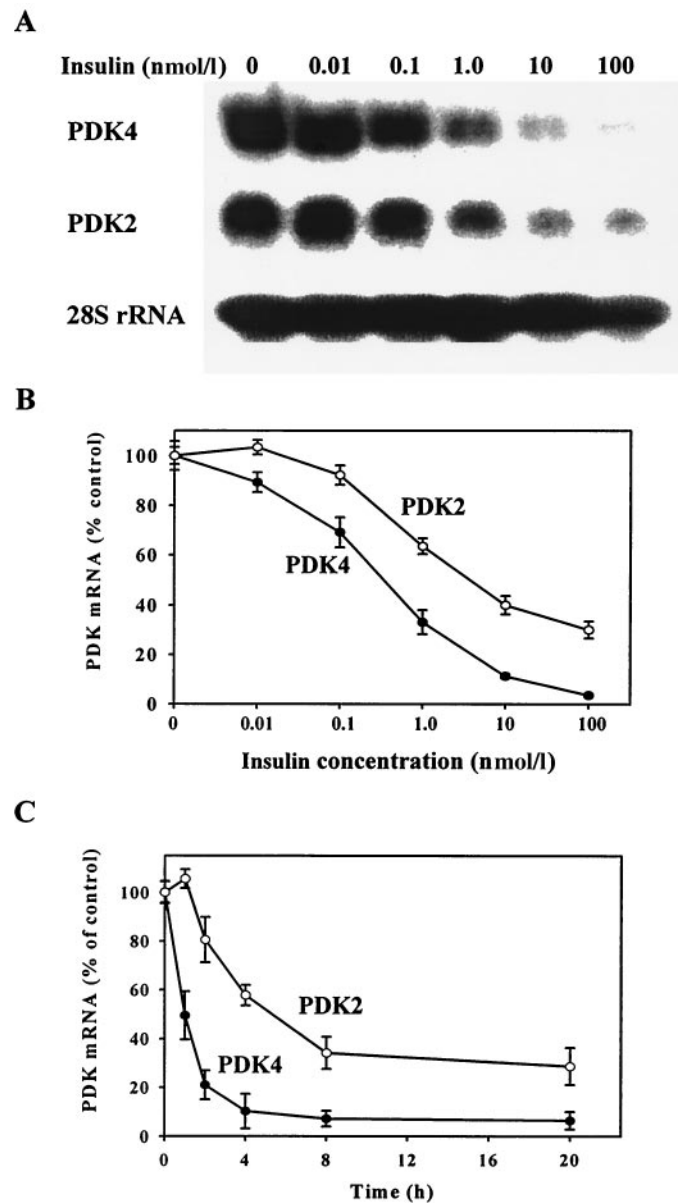 A
Insulin (nmol/l) 0 0.01 0.1 1.0 10 100
PDK4
PDK2
28S rRNA
B
PDK mRNA (% control)
100
80
60
40
20
0
PDK2
PDK4
0 0.01 0.1 1.0 10 100
Insulin concentration (nmol/l)
C
PDK mRNA (% of control)
100
80
60
40
20
0
PDK2
PDK4
0 4 8 12 16 20
Time (h)